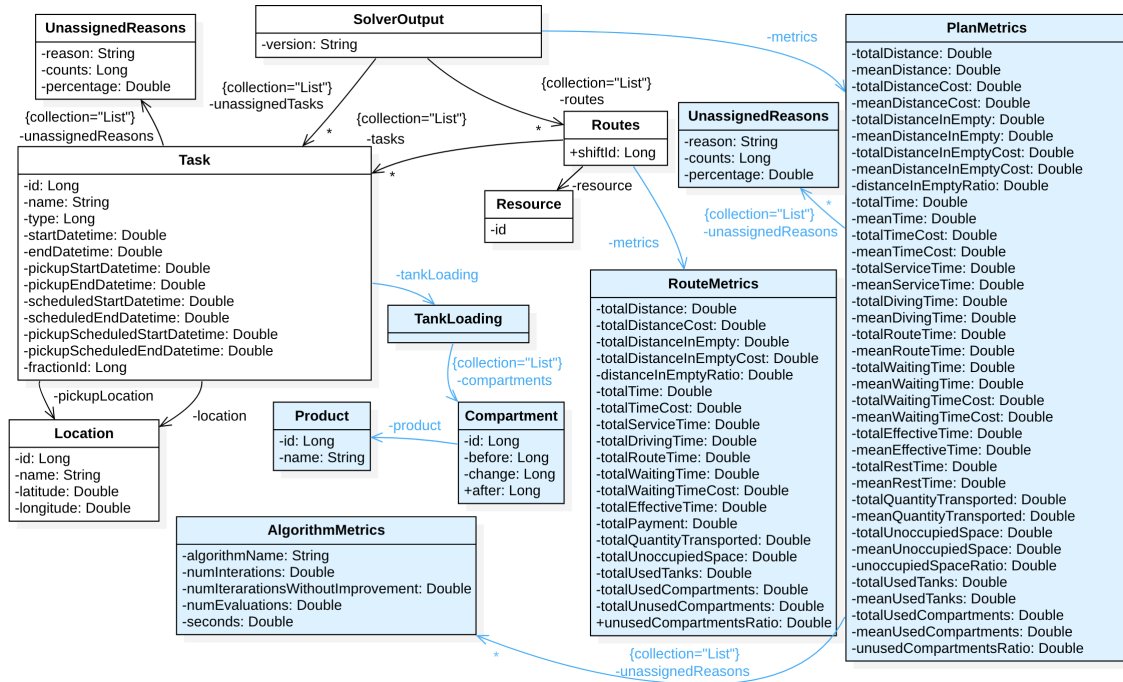 UnassignedReasons
-reason: String
-counts: Long
-percentage: Double
SolverOutput
-version: String
-metrics
{collection="List"}
-unassignedTasks
*
{collection="List"}
-routes
*
{collection="List"}
-unassignedReasons
{collection="List"}
-tasks
*
Task
-id: Long
-name: String
-type: Long
-startDatetime: Double
-endDatetime: Double
-pickupStartDatetime: Double
-pickupEndDatetime: Double
-scheduledStartDatetime: Double
-scheduledEndDatetime: Double
-pickupScheduledStartDatetime: Double
-pickupScheduledEndDatetime: Double
-fractionId: Long
Routes
+shiftId: Long
-resource
Resource
-id
-metrics
UnassignedReasons
-reason: String
-counts: Long
-percentage: Double
*
{collection="List"}
-unassignedReasons
-tankLoading
TankLoading
{collection="List"}
-compartments
-pickupLocation
-location
Location
-id: Long
-name: String
-latitude: Double
-longitude: Double
Product
-id: Long
-name: String
-product
Compartment
-id: Long
-before: Long
-change: Long
+after: Long
AlgorithmMetrics
-algorithmName: String
-numInterations: Double
-numIterarationsWithoutImprovement: Double
-numEvaluations: Double
-seconds: Double
RouteMetrics
-totalDistance: Double
-totalDistanceCost: Double
-totalDistanceInEmpty: Double
-totalDistanceInEmptyCost: Double
-distanceInEmptyRatio: Double
-totalTime: Double
-totalTimeCost: Double
-totalServiceTime: Double
-totalDrivingTime: Double
-totalRouteTime: Double
-totalWaitingTime: Double
-totalWaitingTimeCost: Double
-totalEffectiveTime: Double
-totalPayment: Double
-totalQuantityTransported: Double
-totalUnoccupiedSpace: Double
-totalUsedTanks: Double
-totalUsedCompartments: Double
-totalUnusedCompartments: Double
+unusedCompartmentsRatio: Double
PlanMetrics
-totalDistance: Double
-meanDistance: Double
-totalDistanceCost: Double
-meanDistanceCost: Double
-totalDistanceInEmpty: Double
-meanDistanceInEmpty: Double
-totalDistanceInEmptyCost: Double
-meanDistanceInEmptyCost: Double
-distanceInEmptyRatio: Double
-totalTime: Double
-meanTime: Double
-totalTimeCost: Double
-meanTimeCost: Double
-totalServiceTime: Double
-meanServiceTime: Double
-totalDivingTime: Double
-meanDivingTime: Double
-totalRouteTime: Double
-meanRouteTime: Double
-totalWaitingTime: Double
-meanWaitingTime: Double
-totalWaitingTimeCost: Double
-meanWaitingTimeCost: Double
-totalEffectiveTime: Double
-meanEffectiveTime: Double
-totalRestTime: Double
-meanRestTime: Double
-totalQuantityTransported: Double
-meanQuantityTransported: Double
-totalUnoccupiedSpace: Double
-meanUnoccupiedSpace: Double
-unoccupiedSpaceRatio: Double
-totalUsedTanks: Double
-meanUsedTanks: Double
-totalUsedCompartments: Double
-meanUsedCompartments: Double
-unusedCompartmentsRatio: Double
*
{collection="List"}
-unassignedReasons